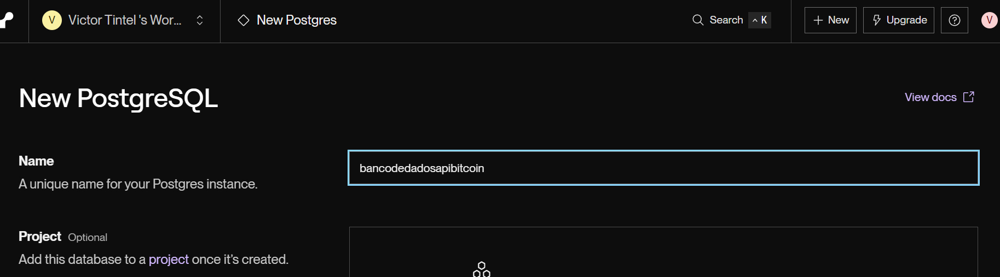 V Victor Tintel 's Wor... New Postgres Search ^ K + New Upgrade ? V
New PostgreSQL View docs
Name bancodedadosapibitcoin
A unique name for your Postgres instance.
Project Optional
Add this database to a project once it’s created.